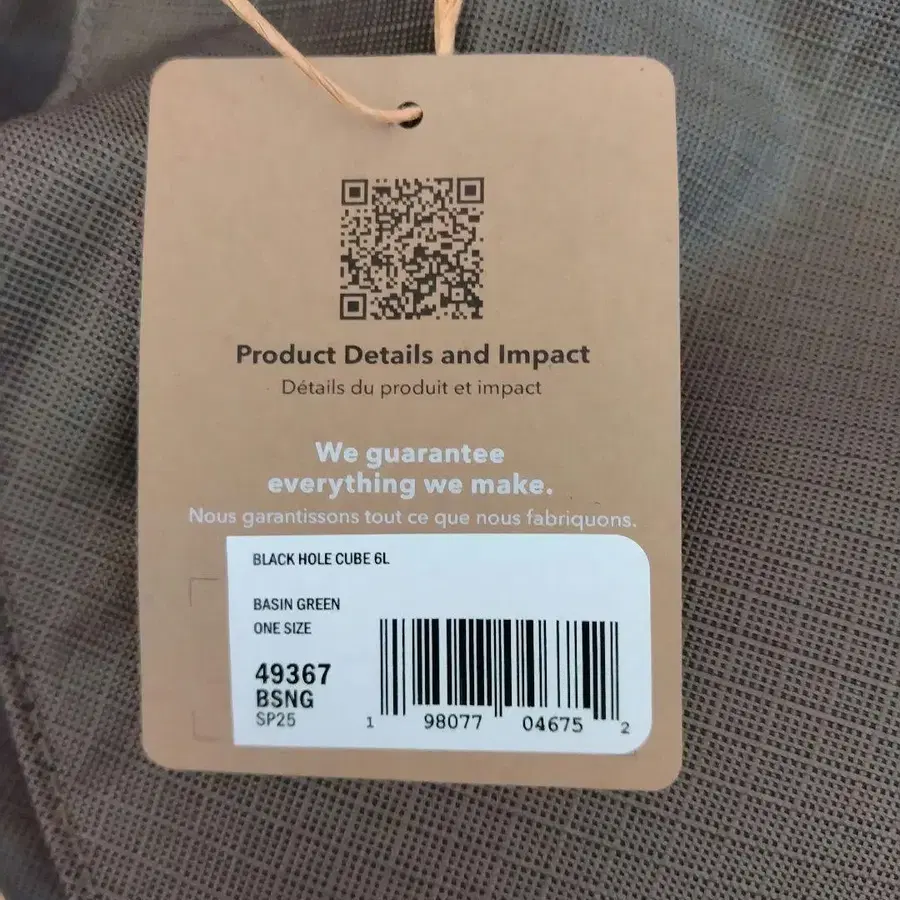 Product Details and Impact
Détails du produit et impact
We guarantee
everything we make.
Nous garantissons tout ce que nous fabriquons.
BLACK HOLE CUBE 6L
BASIN GREEN
ONE SIZE
49367
BSNG
SP25
1 98077 04675 2